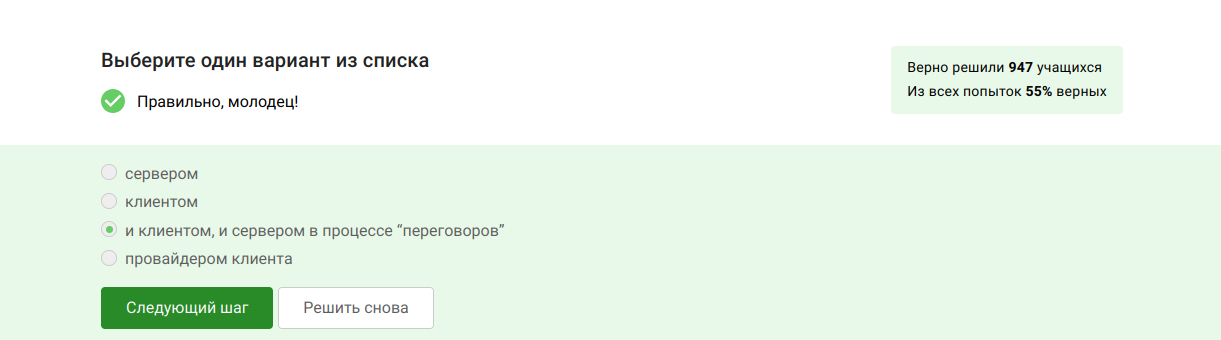 Выберите один вариант из списка
Правильно, молодец!
Верно решили 947 учащихся
Из всех попыток 55% верных
сервером
клиентом
и клиентом, и сервером в процессе “переговоров”
провайдером клиента
Следующий шаг
Решить снова